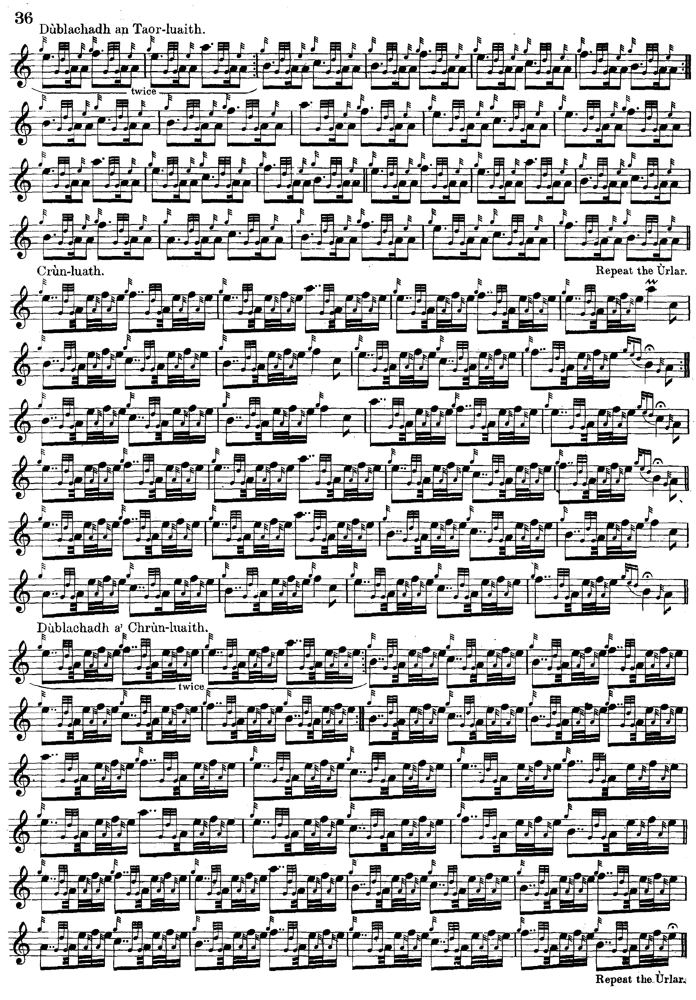 36
Dùblachadh an Taor-luaith.
twice
Crùn-luath.
Repeat the Ùrlar.
Dùblachadh a' Chrùn-luaith.
twice
Repeat the Ùrlar.